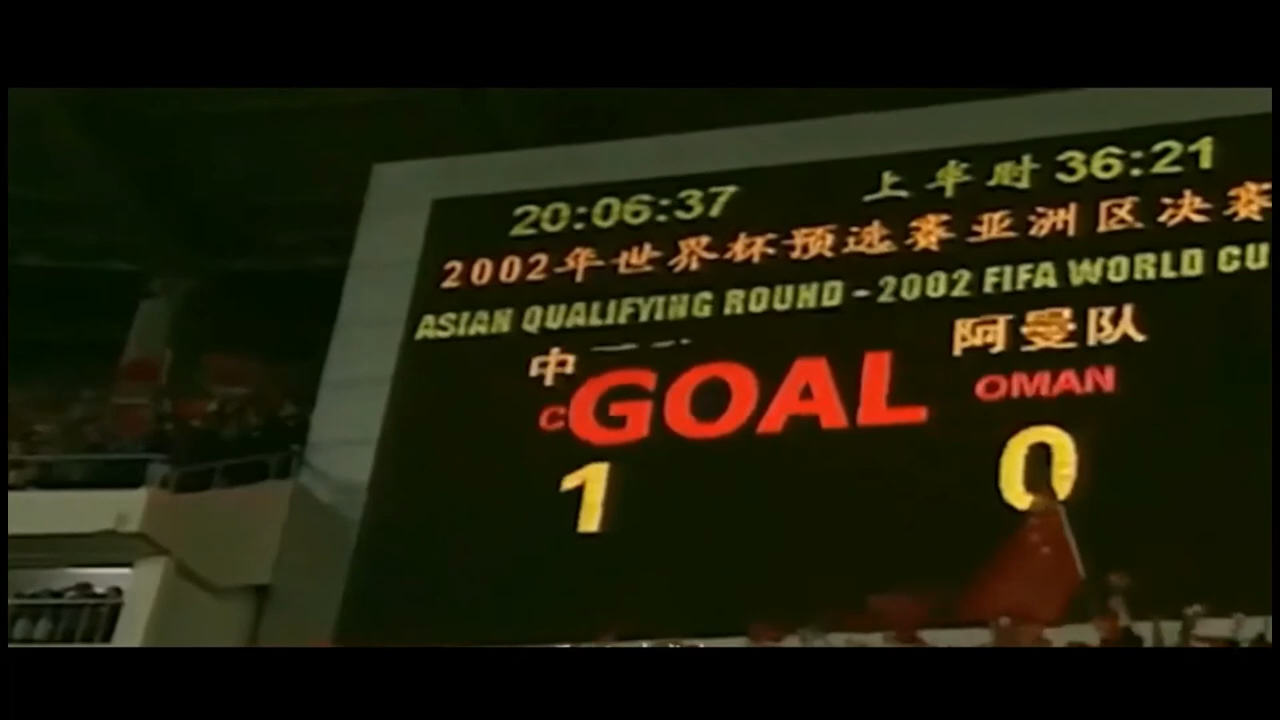 20:06:37 上半时 36:21
2002年世界杯预选赛亚洲区决赛
ASIAN QUALIFYING ROUND - 2002 FIFA WORLD CU
中 阿曼队
C GOAL OMAN
1 0